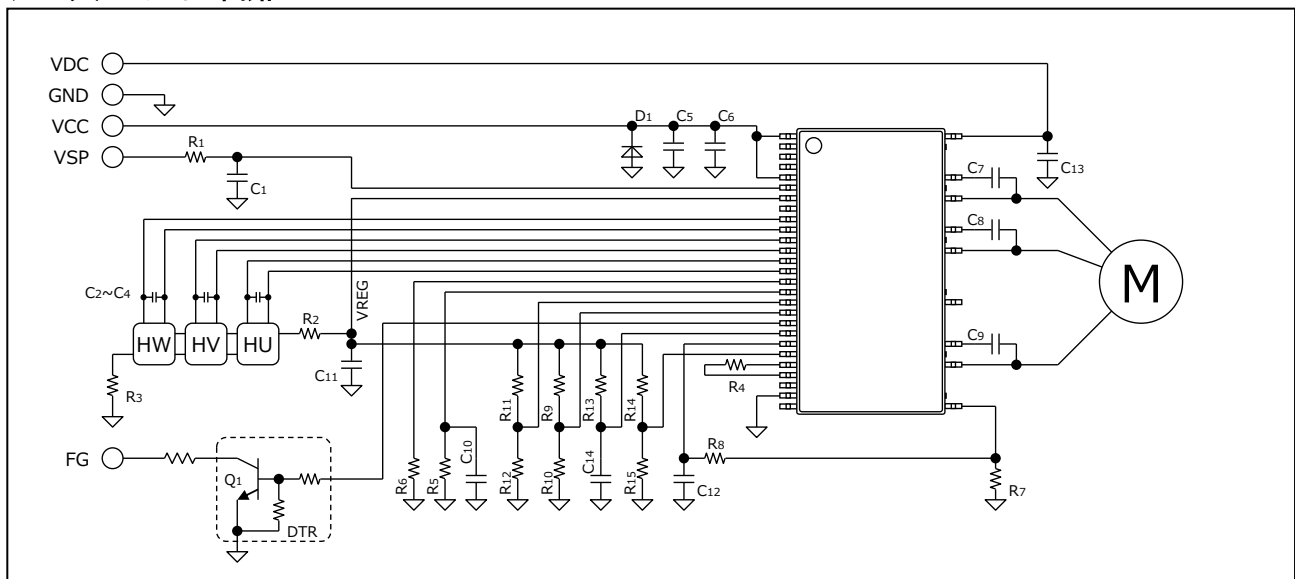 VDC
GND
VCC
VSP
R1
C1
D1
C5
C6
C7
C13
C8
M
C2~C4
VREG
R2
HW
HV
HU
R3
C11
R11
R9
R13
R14
R4
C9
FG
Q1
DTR
R6
R5
C10
R12
R10
C14
R15
R8
C12
R7